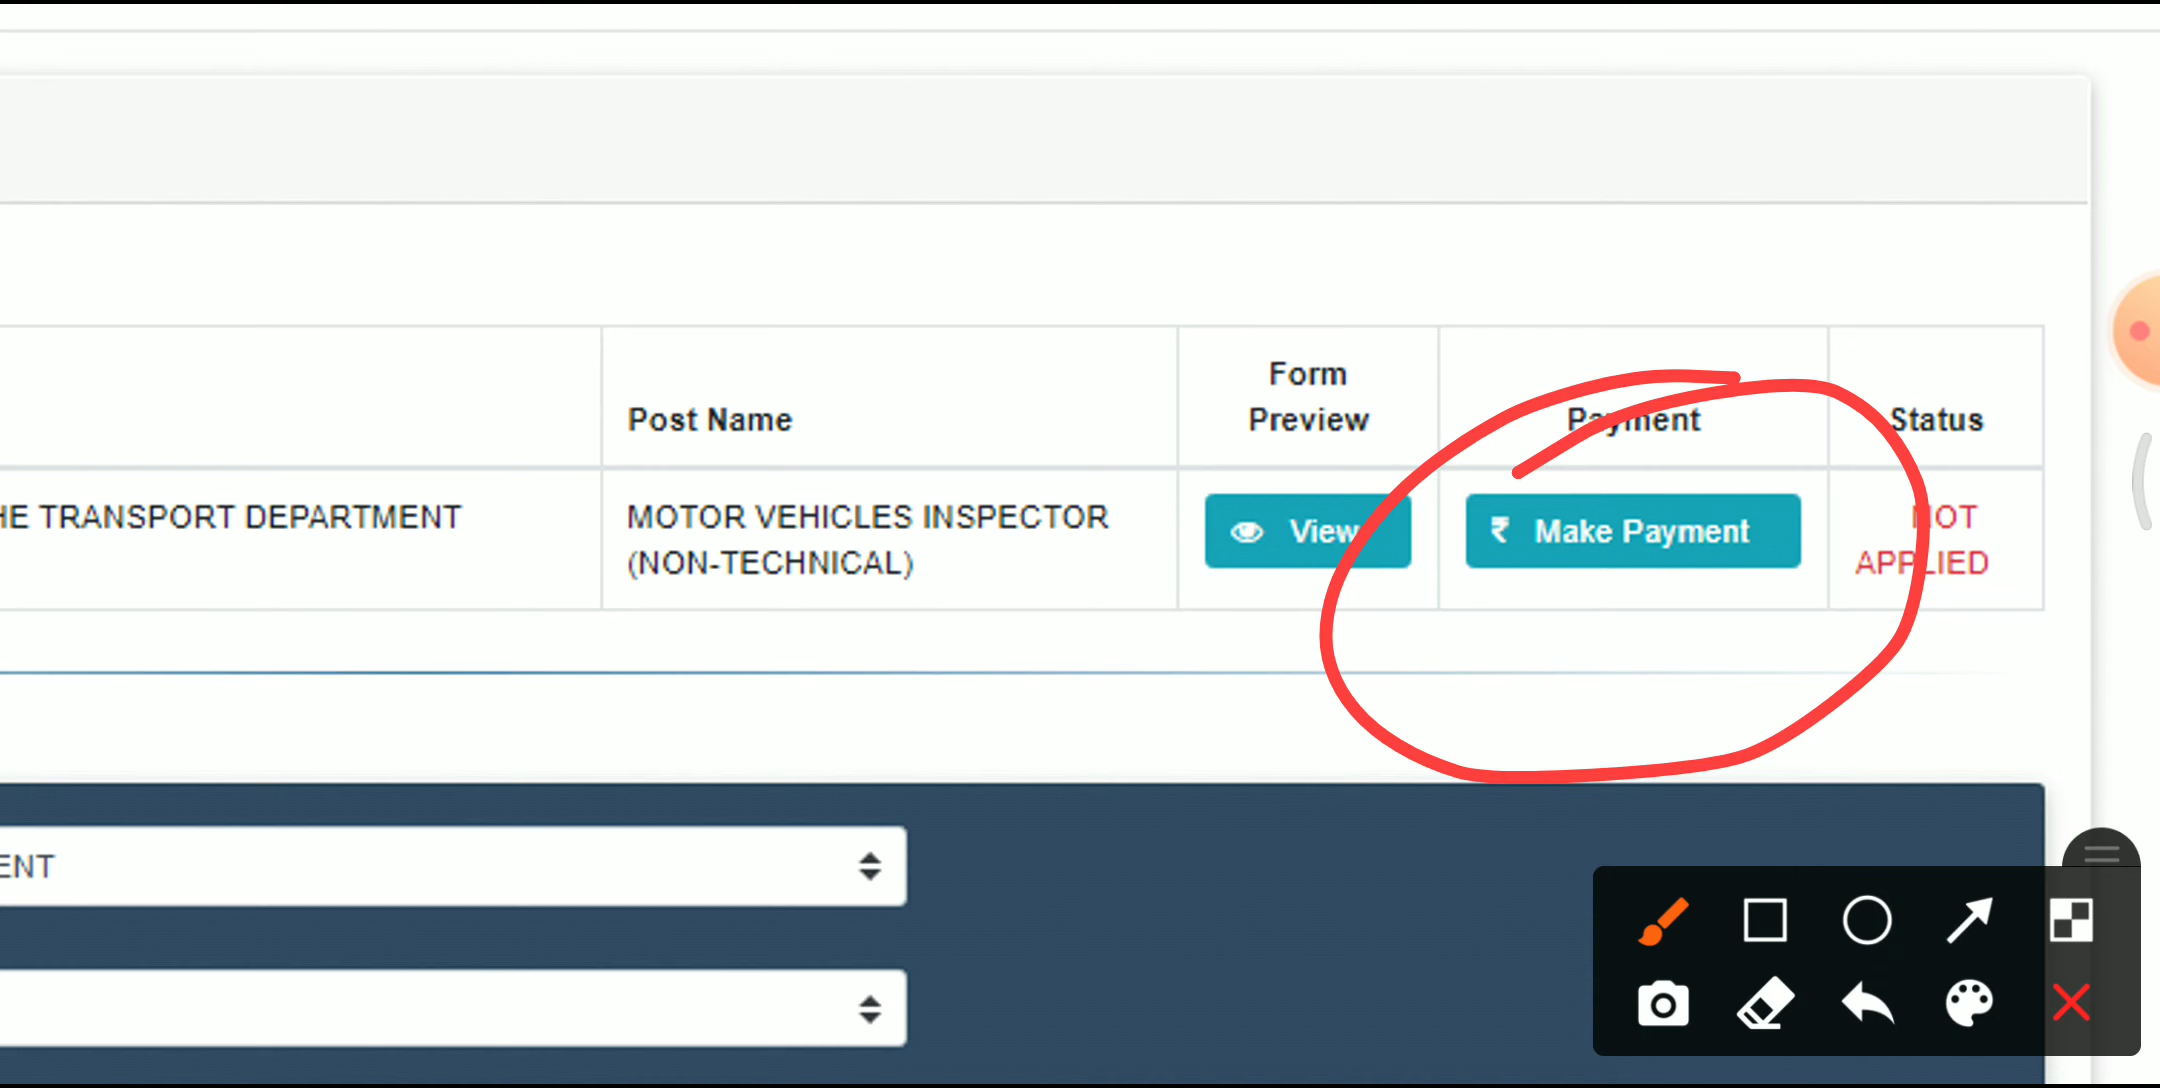 Post Name
Form
Preview
Payment
Status
HE TRANSPORT DEPARTMENT
MOTOR VEHICLES INSPECTOR
(NON-TECHNICAL)
View
₹ Make Payment
NOT
APPLIED
ENT